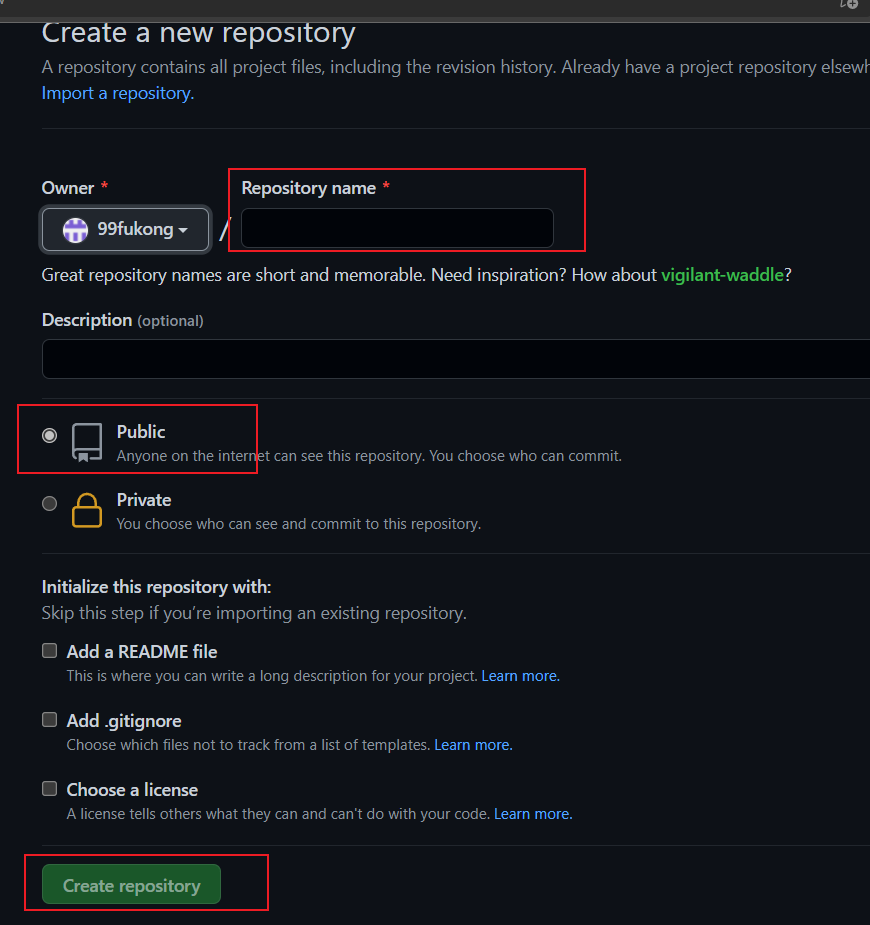 Create a new repository
A repository contains all project files, including the revision history. Already have a project repository
Import a repository.
Owner *
Repository name *
99fukong
/
Great repository names are short and memorable. Need inspiration? How about vigilant-waddle?
Description (optional)
Public
Anyone on the internet can see this repository. You choose who can commit.
Private
You choose who can see and commit to this repository.
Initialize this repository with:
Skip this step if you’re importing an existing repository.
Add a README file
This is where you can write a long description for your project. Learn more.
Add .gitignore
Choose which files not to track from a list of templates. Learn more.
Choose a license
A license tells others what they can and can't do with your code. Learn more.
Create repository